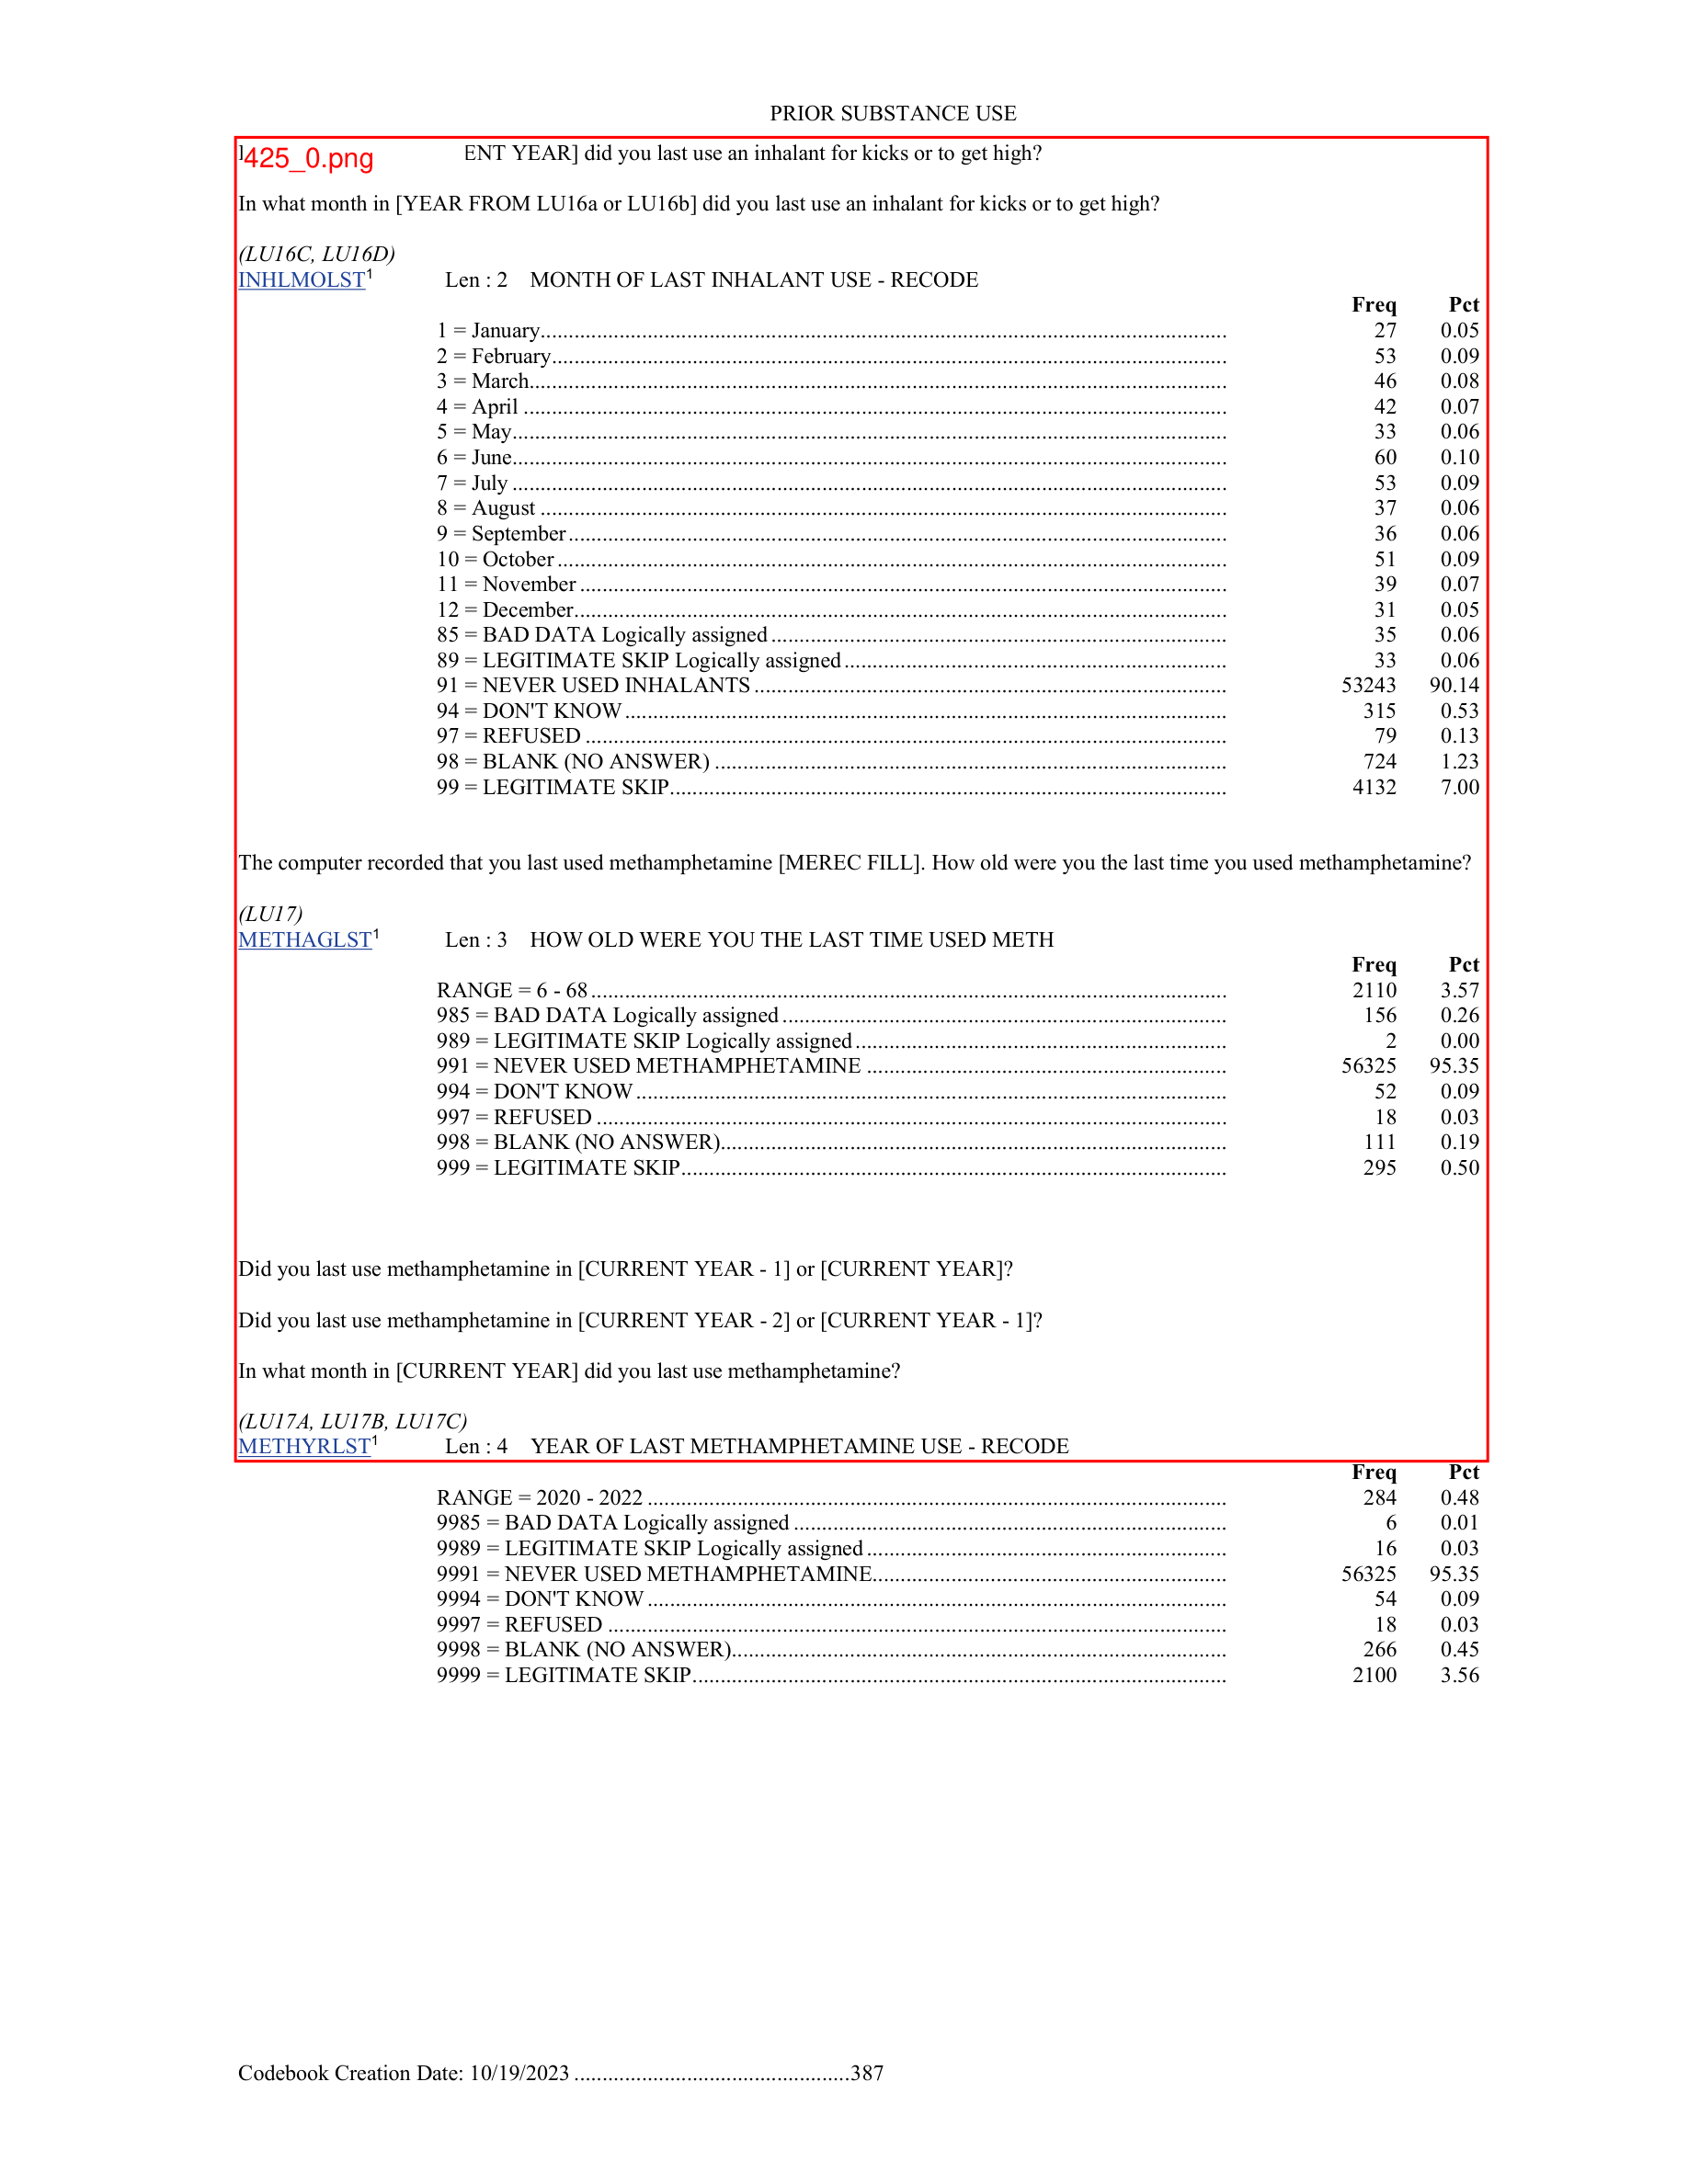 PRIOR SUBSTANCE USE
425_0.png ENT YEAR] did you last use an inhalant for kicks or to get high?
In what month in [YEAR FROM LU16a or LU16b] did you last use an inhalant for kicks or to get high?
(LU16C, LU16D)
INHLMOLST1 Len : 2 MONTH OF LAST INHALANT USE - RECODE
Freq Pct
1 = January 27 0.05
2 = February 53 0.09
3 = March 46 0.08
4 = April 42 0.07
5 = May 33 0.06
6 = June 60 0.10
7 = July 53 0.09
8 = August 37 0.06
9 = September 36 0.06
10 = October 51 0.09
11 = November 39 0.07
12 = December 31 0.05
85 = BAD DATA Logically assigned 35 0.06
89 = LEGITIMATE SKIP Logically assigned 33 0.06
91 = NEVER USED INHALANTS 53243 90.14
94 = DON'T KNOW 315 0.53
97 = REFUSED 79 0.13
98 = BLANK (NO ANSWER) 724 1.23
99 = LEGITIMATE SKIP 4132 7.00
The computer recorded that you last used methamphetamine [MEREC FILL]. How old were you the last time you used methamphetamine?
(LU17)
METHAGLST1 Len : 3 HOW OLD WERE YOU THE LAST TIME USED METH
Freq Pct
RANGE = 6 - 68 2110 3.57
985 = BAD DATA Logically assigned 156 0.26
989 = LEGITIMATE SKIP Logically assigned 2 0.00
991 = NEVER USED METHAMPHETAMINE 56325 95.35
994 = DON'T KNOW 52 0.09
997 = REFUSED 18 0.03
998 = BLANK (NO ANSWER) 111 0.19
999 = LEGITIMATE SKIP 295 0.50
Did you last use methamphetamine in [CURRENT YEAR - 1] or [CURRENT YEAR]?
Did you last use methamphetamine in [CURRENT YEAR - 2] or [CURRENT YEAR - 1]?
In what month in [CURRENT YEAR] did you last use methamphetamine?
(LU17A, LU17B, LU17C)
METHYRLST1 Len : 4 YEAR OF LAST METHAMPHETAMINE USE - RECODE
Freq Pct
RANGE = 2020 - 2022 284 0.48
9985 = BAD DATA Logically assigned 6 0.01
9989 = LEGITIMATE SKIP Logically assigned 16 0.03
9991 = NEVER USED METHAMPHETAMINE 56325 95.35
9994 = DON'T KNOW 54 0.09
9997 = REFUSED 18 0.03
9998 = BLANK (NO ANSWER) 266 0.45
9999 = LEGITIMATE SKIP 2100 3.56
Codebook Creation Date: 10/19/2023 387